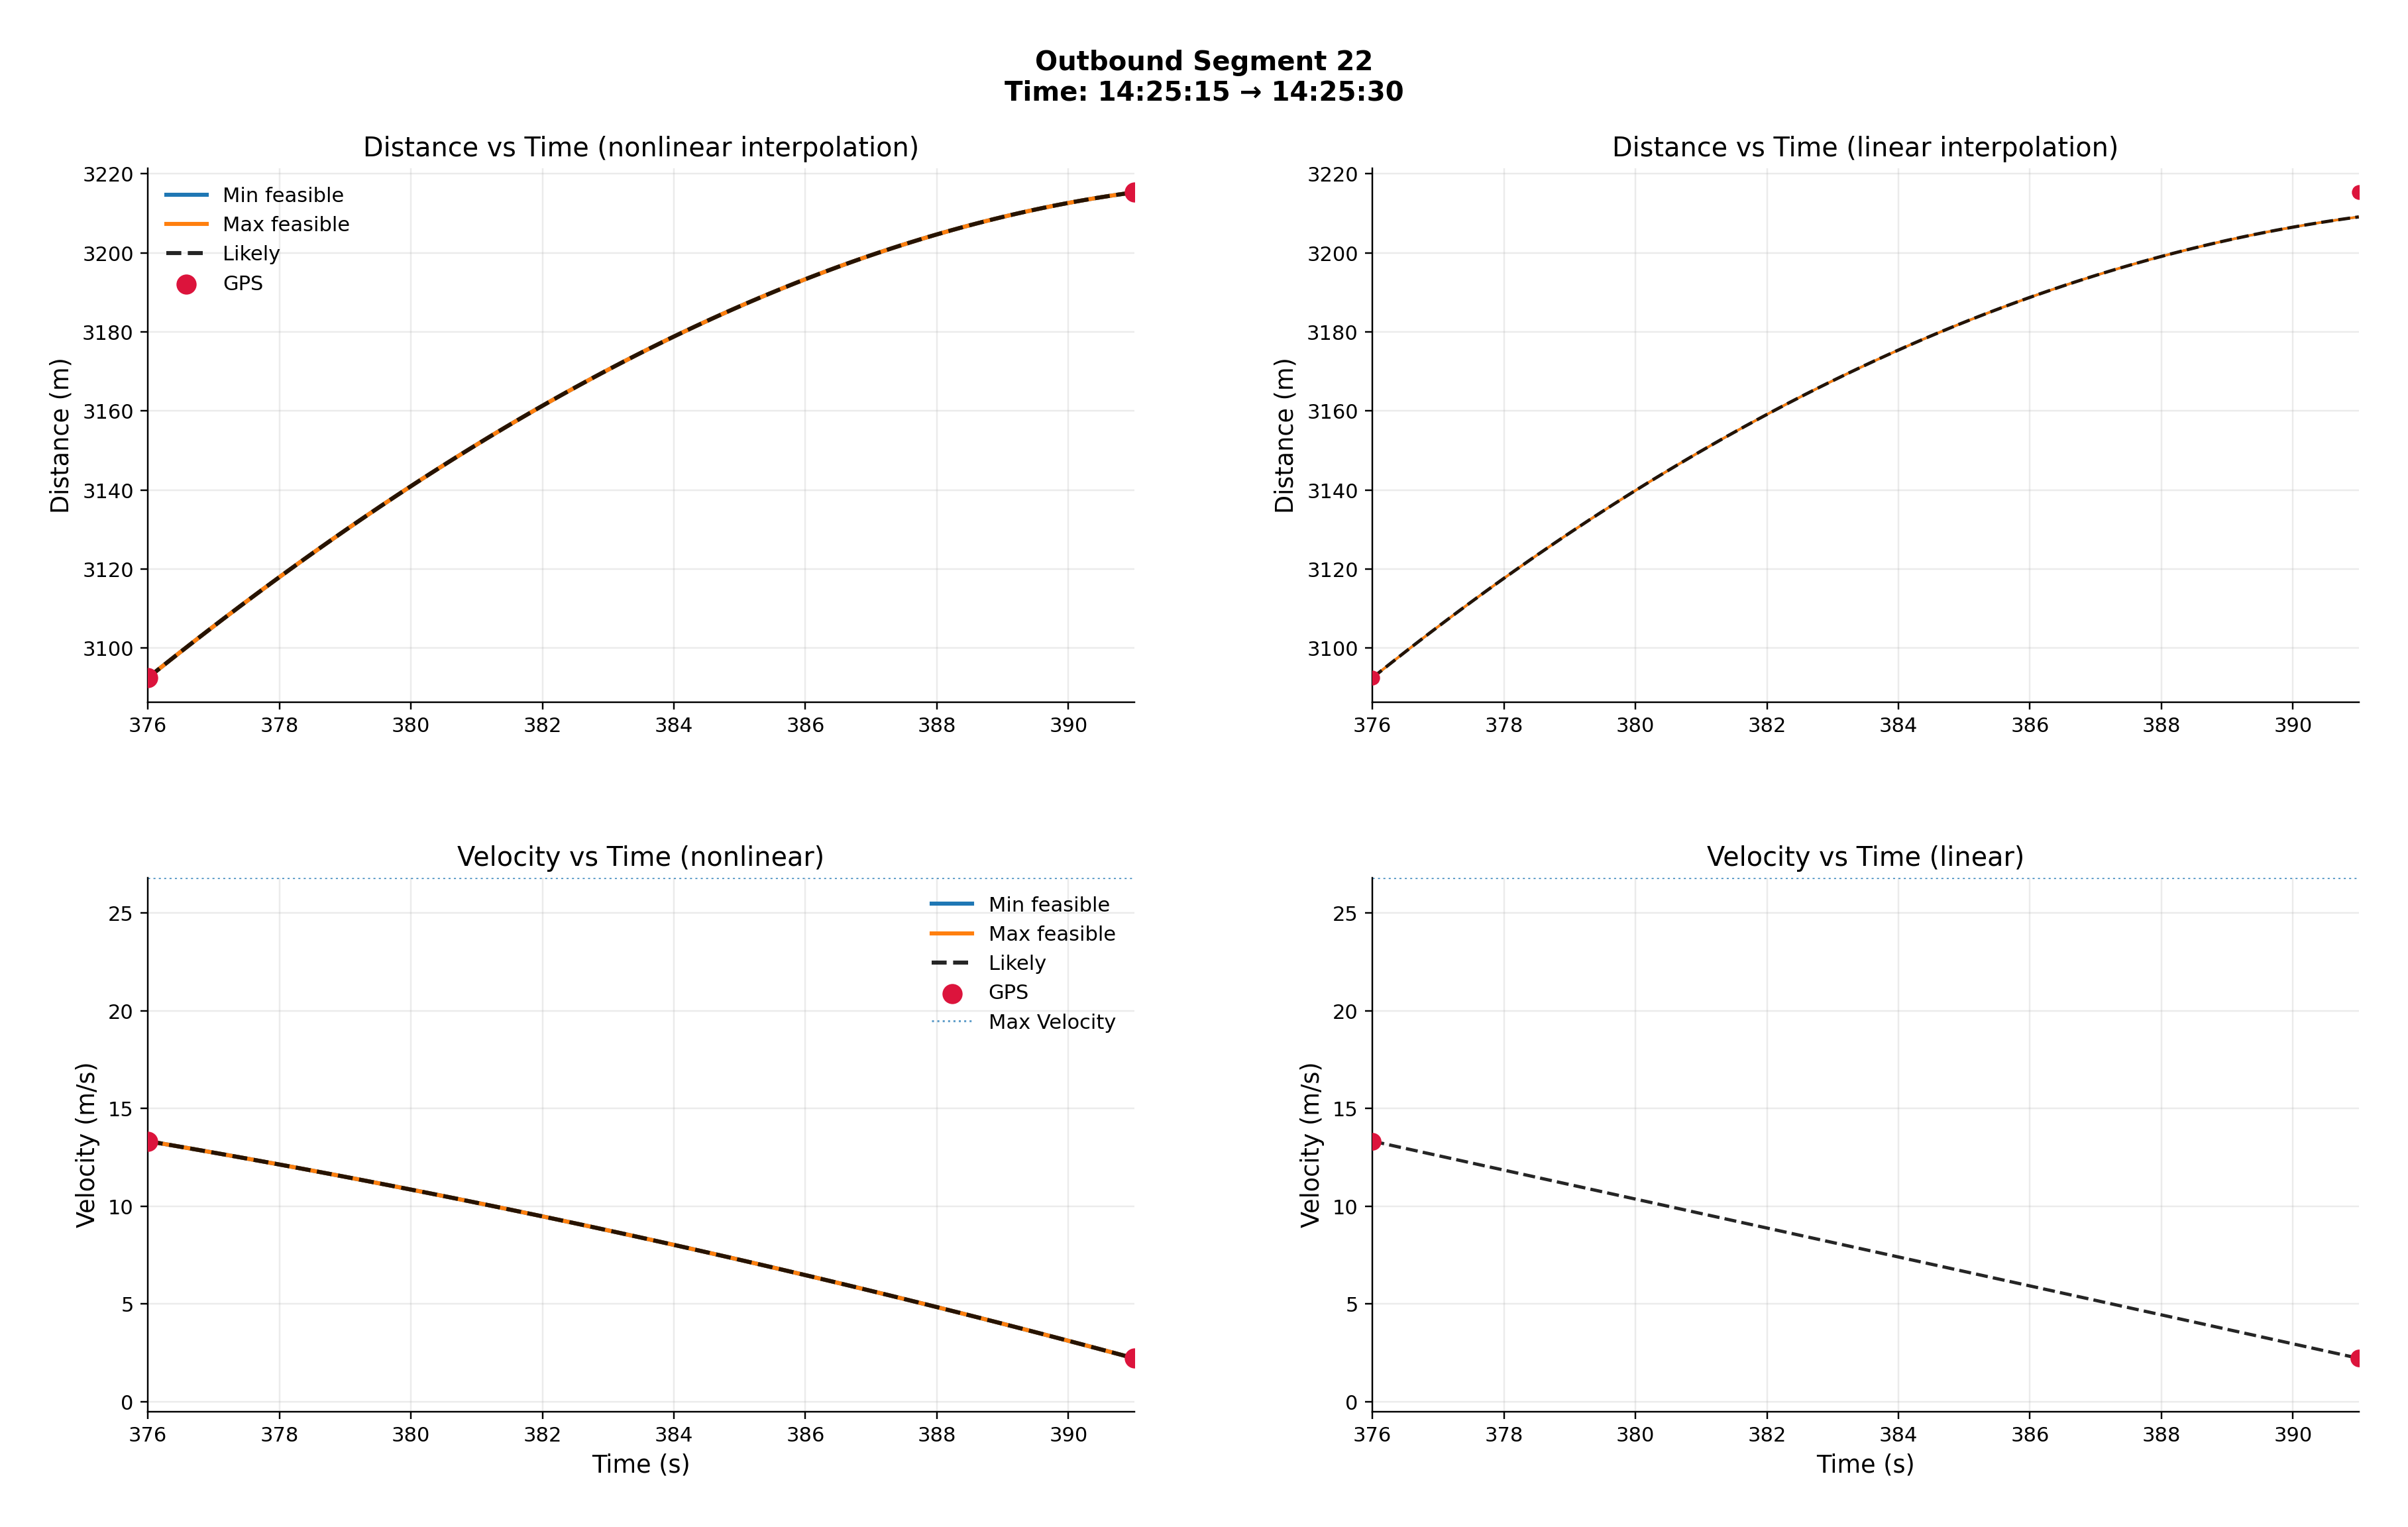 Outbound Segment 22
Time: 14:25:15 → 14:25:30
Distance vs Time (nonlinear interpolation)
Distance (m)
3220
3200
3180
3160
3140
3120
3100
Min feasible
Max feasible
Likely
GPS
376
378
380
382
384
386
388
390
Distance vs Time (linear interpolation)
Distance (m)
3220
3200
3180
3160
3140
3120
3100
376
378
380
382
384
386
388
390
Velocity vs Time (nonlinear)
Velocity (m/s)
25
20
15
10
5
0
Min feasible
Max feasible
Likely
GPS
Max Velocity
376
378
380
382
384
386
388
390
Time (s)
Velocity vs Time (linear)
Velocity (m/s)
25
20
15
10
5
0
376
378
380
382
384
386
388
390
Time (s)